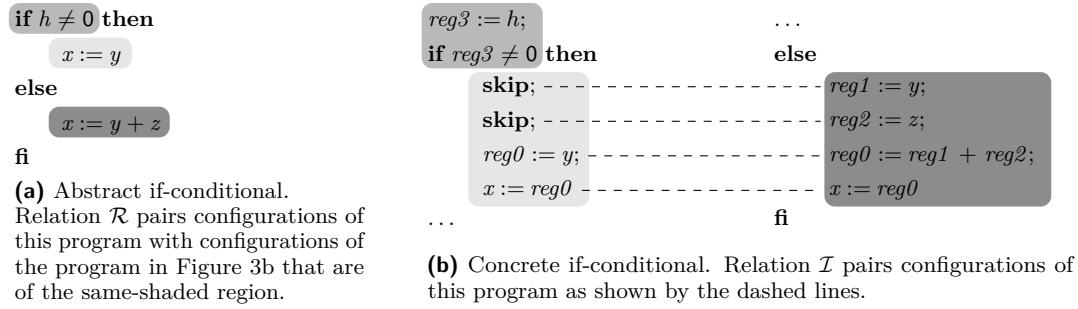 if h ≠ 0 then
x := y
else
x := y + z
fi
(a) Abstract if-conditional.
Relation R pairs configurations of
this program with configurations of
the program in Figure 3b that are
of the same-shaded region.
reg3 := h; ...
if reg3 ≠ 0 then else
skip; reg1 := y;
skip; reg2 := z;
reg0 := y; reg0 := reg1 + reg2;
x := reg0 x := reg0
... fi
(b) Concrete if-conditional. Relation I pairs configurations of
this program as shown by the dashed lines.